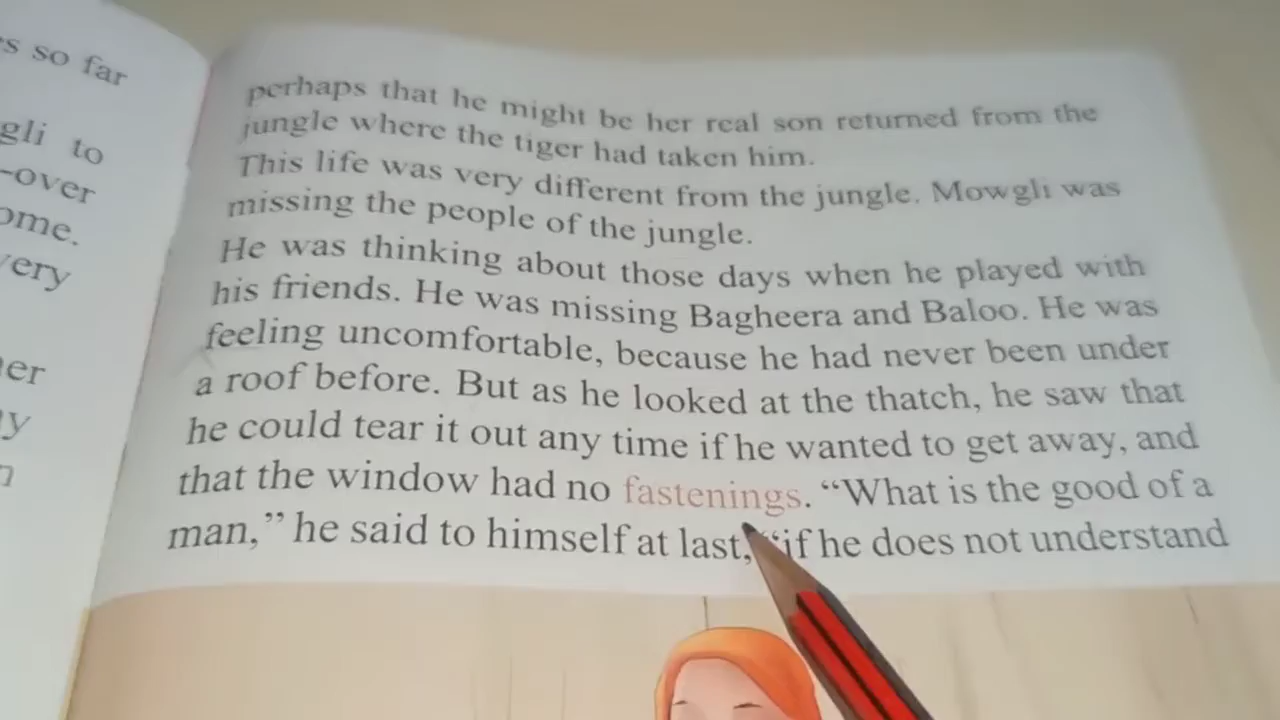 s so far
gli to
-over
ome.
very
er
y
perhaps that he might be her real son returned from the
jungle where the tiger had taken him.
This life was very different from the jungle. Mowgli was
missing the people of the jungle.
He was thinking about those days when he played with
his friends. He was missing Bagheera and Baloo. He was
feeling uncomfortable, because he had never been under
a roof before. But as he looked at the thatch, he saw that
he could tear it out any time if he wanted to get away, and
that the window had no fastenings. “What is the good of a
man,” he said to himself at last, “if he does not understand